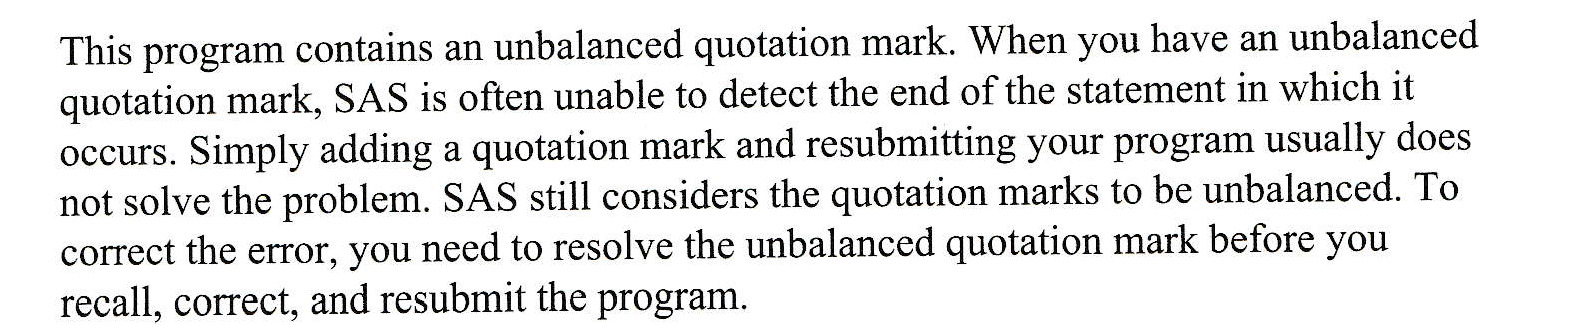 This program contains an unbalanced quotation mark. When you have an unbalanced
quotation mark, SAS is often unable to detect the end of the statement in which it
occurs. Simply adding a quotation mark and resubmitting your program usually does
not solve the problem. SAS still considers the quotation marks to be unbalanced. To
correct the error, you need to resolve the unbalanced quotation mark before you
recall, correct, and resubmit the program.